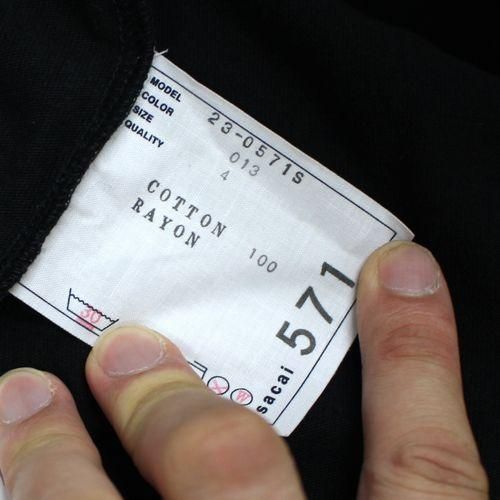 MODEL 23-0571S
COLOR 013
SIZE 4
QUALITY
COTTON 100
RAYON
571
sacai
30
W